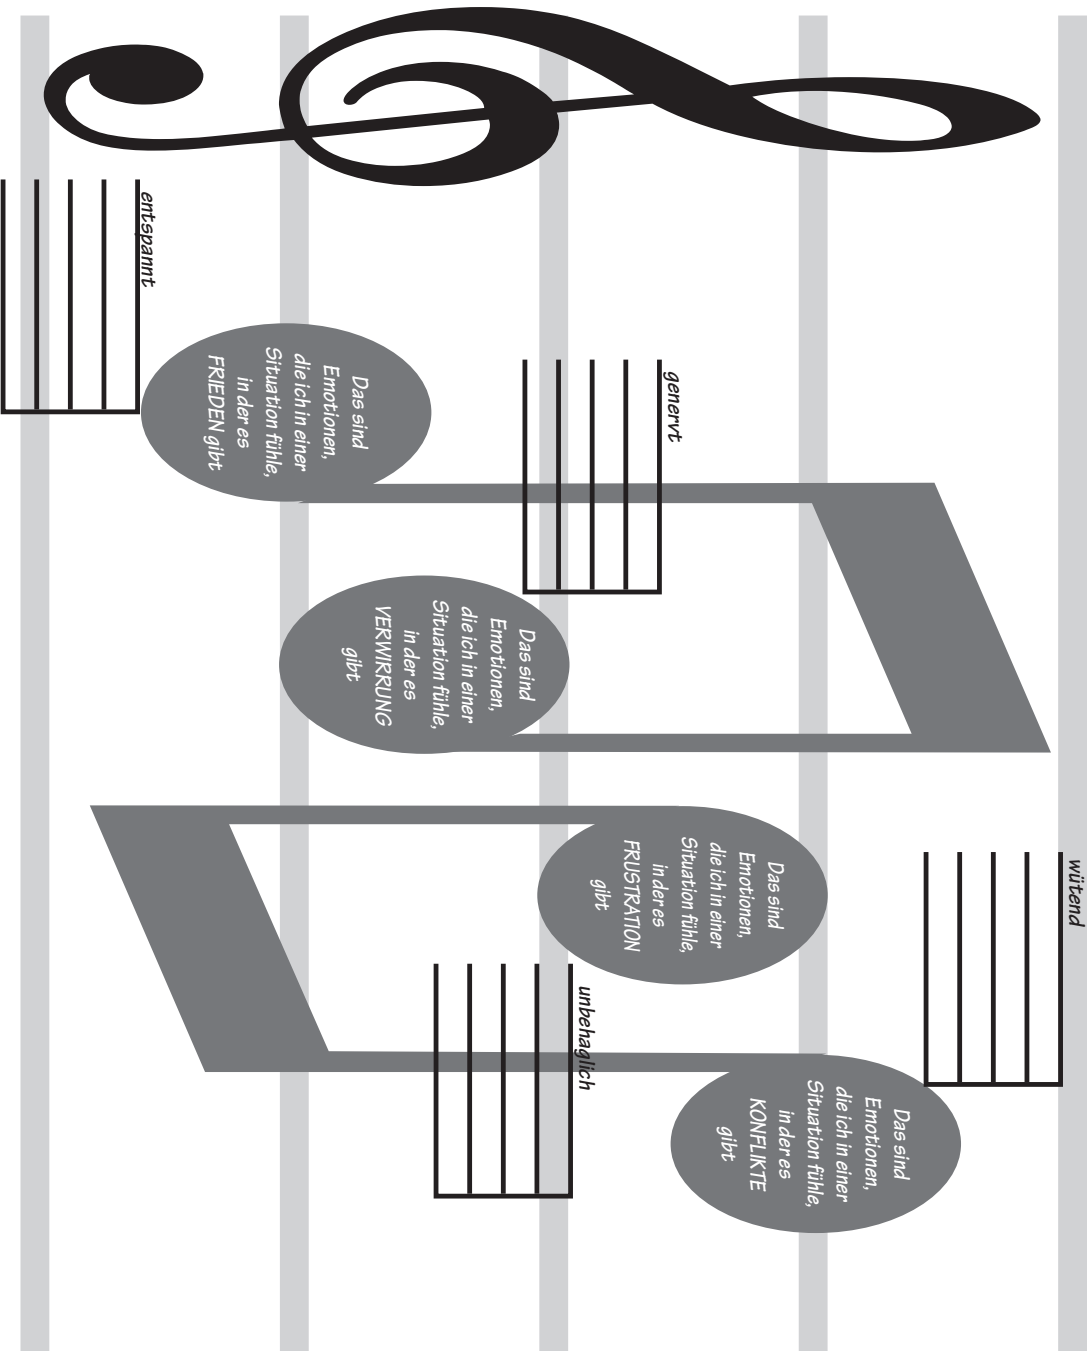 entspannt
Das sind
Emotionen,
die ich in einer
Situation fühle,
in der es
FRIEDEN gibt
genervt
Das sind
Emotionen,
die ich in einer
Situation fühle,
in der es
VERWIRRUNG
gibt
Das sind
Emotionen,
die ich in einer
Situation fühle,
in der es
FRUSTRATION
gibt
unbehaglich
wütend
Das sind
Emotionen,
die ich in einer
Situation fühle,
in der es
KONFLIKTE
gibt